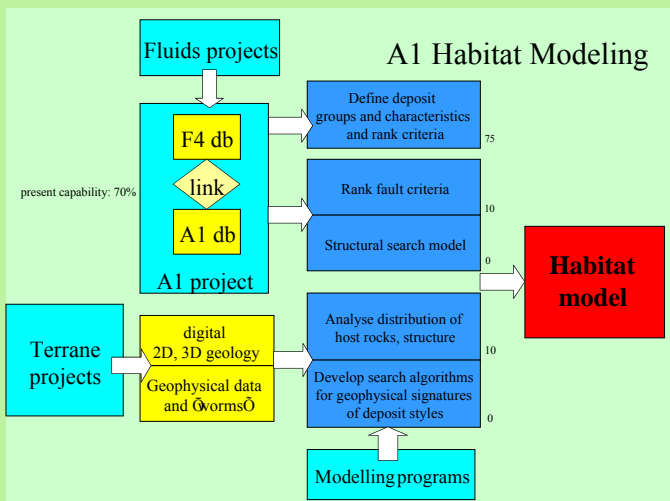 A1 Habitat Modeling
Fluids projects
F4 db
link
A1 db
A1 project
present capability: 70%
Define deposit
groups and characteristics
and rank criteria
75
Rank fault criteria
10
Structural search model
0
Habitat
model
Terrane
projects
digital
2D, 3D geology
Geophysical data
and ÔwormsÕ
Analyse distribution of
host rocks, structure
10
Develop search algorithms
for geophysical signatures
of deposit styles
0
Modelling programs